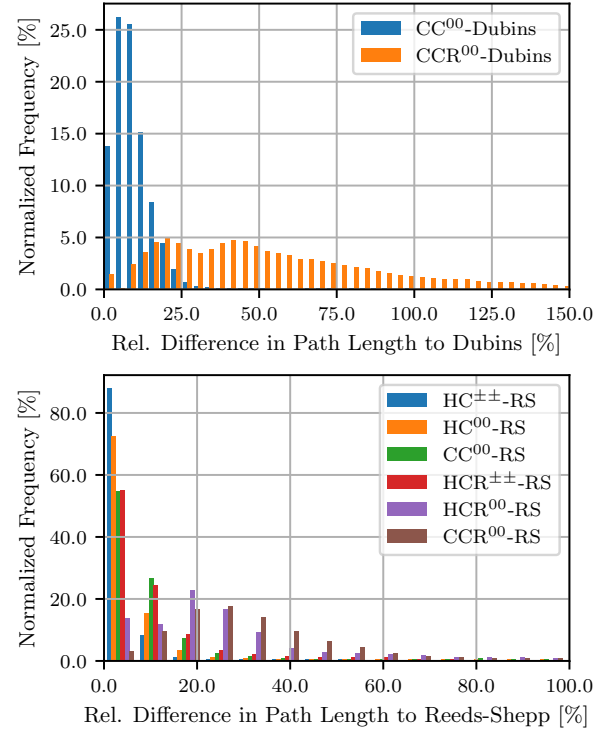 Normalized Frequency [%]
25.0
20.0
15.0
10.0
5.0
0.0
CC⁰⁰-Dubins
CCR⁰⁰-Dubins
0.0 25.0 50.0 75.0 100.0 125.0 150.0
Rel. Difference in Path Length to Dubins [%]
Normalized Frequency [%]
80.0
60.0
40.0
20.0
0.0
HC±±-RS
HC⁰⁰-RS
CC⁰⁰-RS
HCR±±-RS
HCR⁰⁰-RS
CCR⁰⁰-RS
0.0 20.0 40.0 60.0 80.0 100.0
Rel. Difference in Path Length to Reeds-Shepp [%]